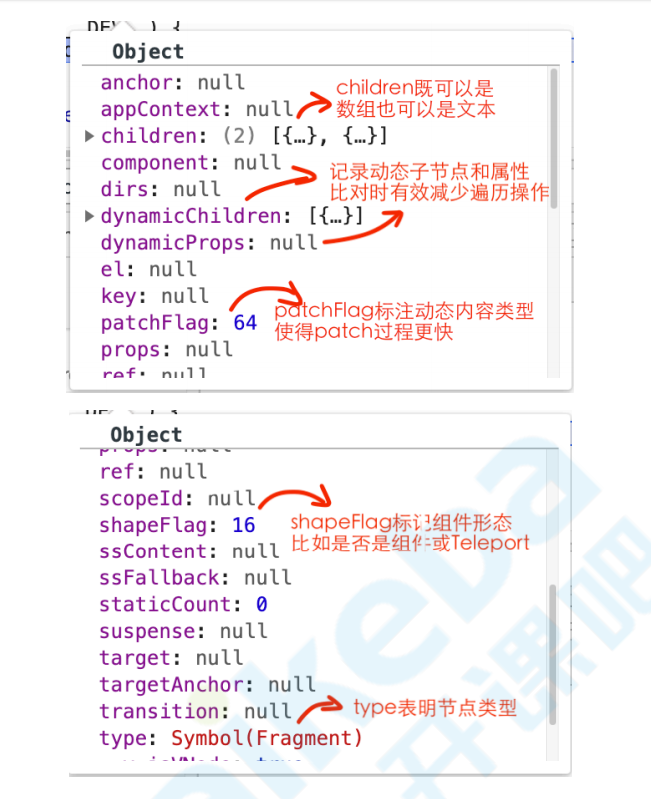 DEV ) {
Object
anchor: null
appContext: null
children既可以是
数组也可以是文本
▶ children: (2) [{…}, {…}]
component: null
dirs: null
记录动态子节点和属性
比对时有效减少遍历操作
▶ dynamicChildren: [{…}]
dynamicProps: null
el: null
key: null
patchFlag: 64
patchFlag标注动态内容类型
使得patch过程更快
props: null
ref: null
Object
props: null
ref: null
scopeId: null
shapeFlag: 16
shapeFlag标记组件形态
比如是否是组件或Teleport
ssContent: null
ssFallback: null
staticCount: 0
suspense: null
target: null
targetAnchor: null
transition: null
type表明节点类型
type: Symbol(Fragment)
开课吧